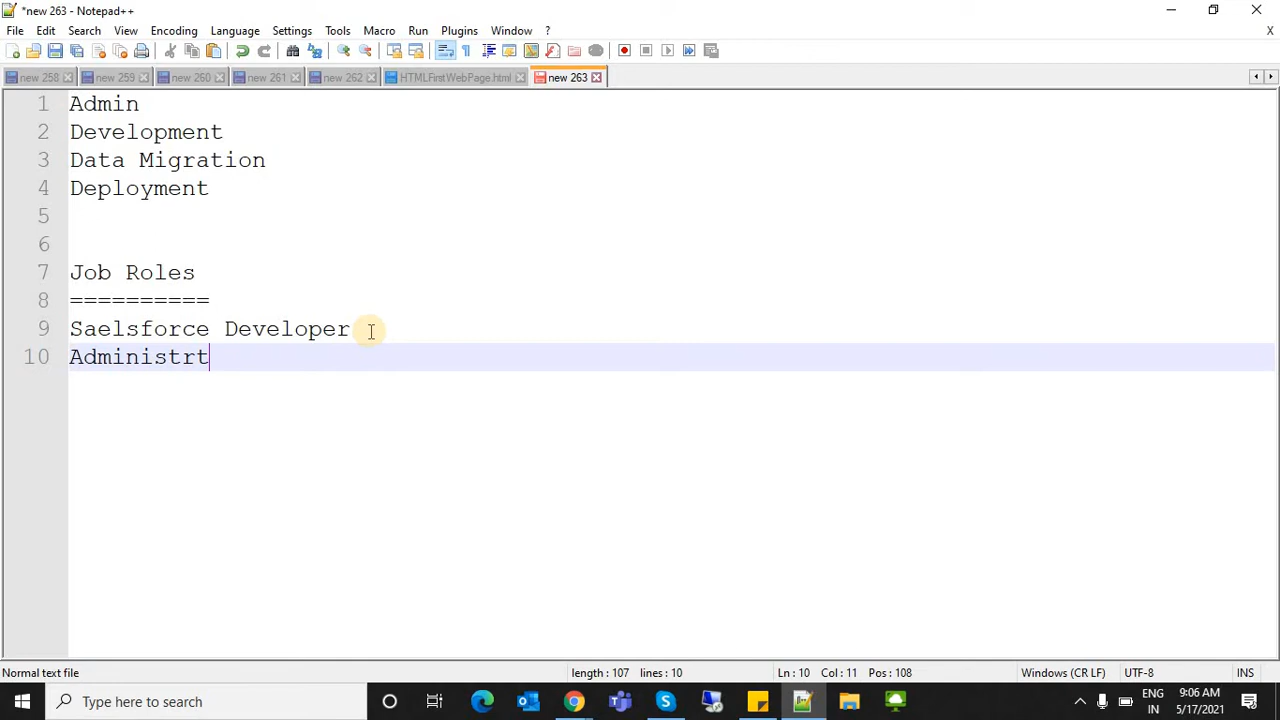 *new 263 - Notepad++
File Edit Search View Encoding Language Settings Tools Macro Run Plugins Window ? X
new 258 new 259 new 260 new 261 new 262 HTMLFirstWebPage.html new 263
1 Admin
2 Development
3 Data Migration
4 Deployment
5
6
7 Job Roles
8 ==========
9 Saelsforce Developer
10 Administrt
Normal text file length : 107 lines : 10 Ln : 10 Col : 11 Pos : 108 Windows (CR LF) UTF-8 INS
Type here to search
ENG
IN
9:06 AM
5/17/2021